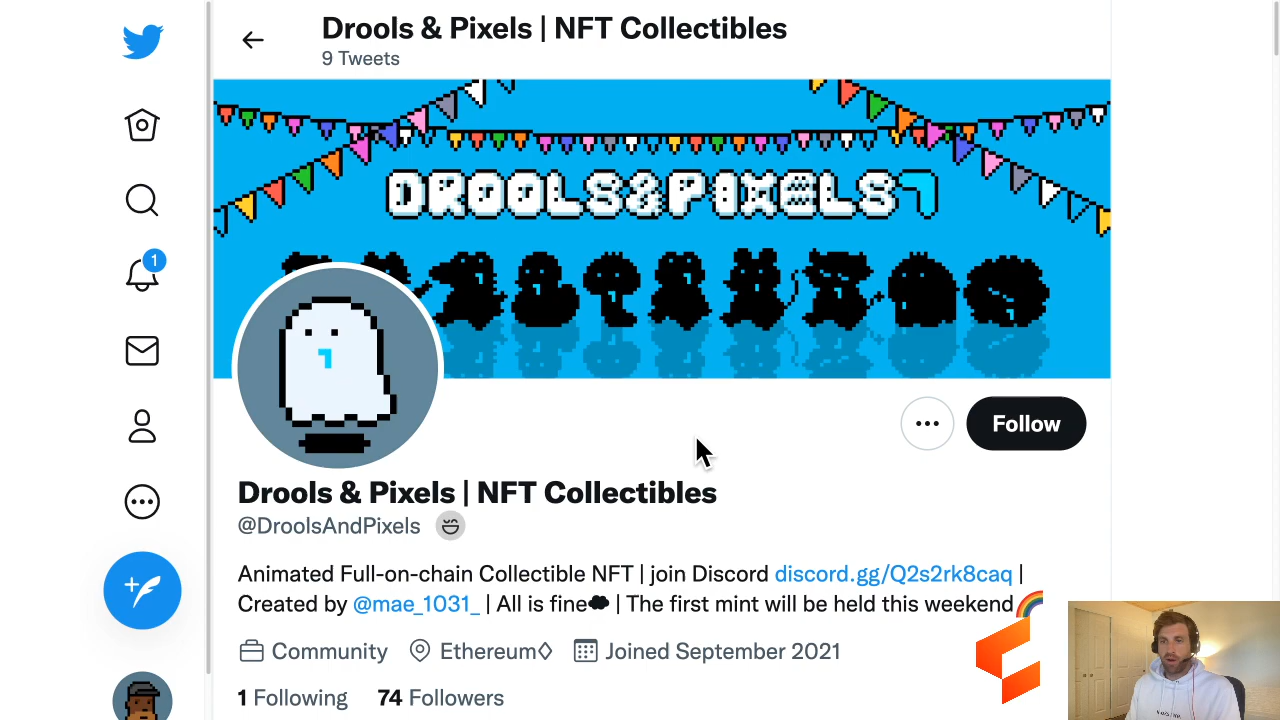 Drools & Pixels | NFT Collectibles
9 Tweets
DROOLS&PIXELS
1
Follow
Drools & Pixels | NFT Collectibles
@DroolsAndPixels
Animated Full-on-chain Collectible NFT | join Discord discord.gg/Q2s2rk8caq |
Created by @mae_1031_ | All is fine | The first mint will be held this weekend
Community Ethereum Joined September 2021
1 Following 74 Followers